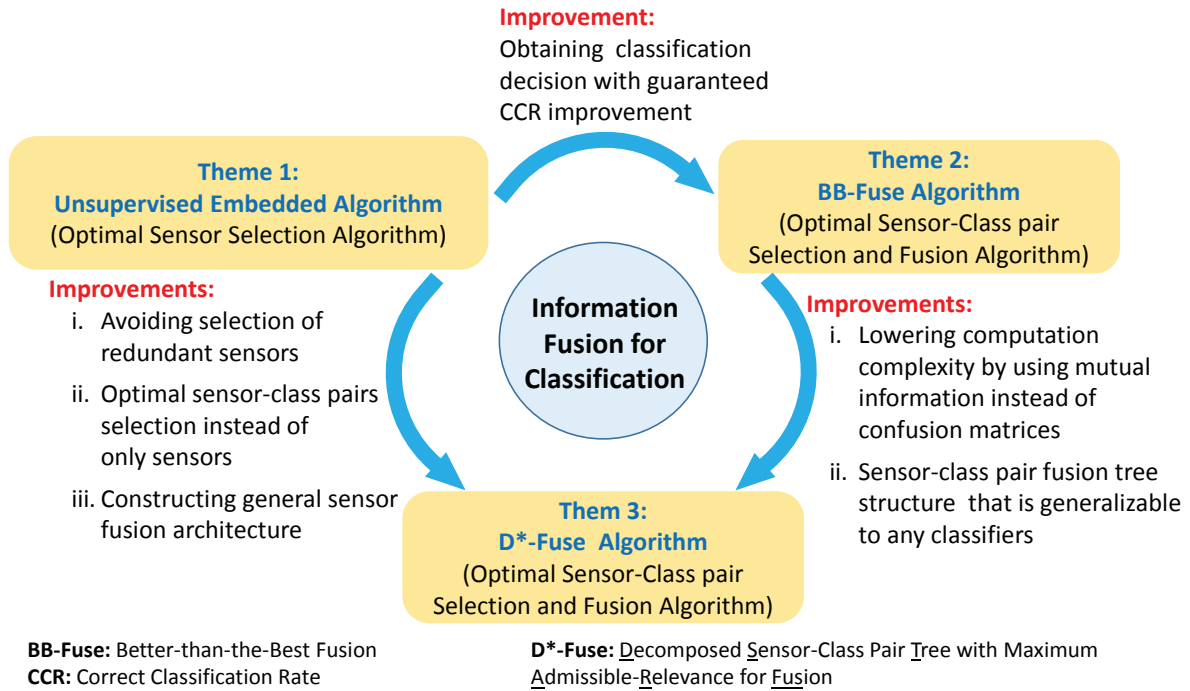 Improvement:
Obtaining classification
decision with guaranteed
CCR improvement
Theme 1:
Unsupervised Embedded Algorithm
(Optimal Sensor Selection Algorithm)
Theme 2:
BB-Fuse Algorithm
(Optimal Sensor-Class pair
Selection and Fusion Algorithm)
Improvements:
i. Avoiding selection of
redundant sensors
ii. Optimal sensor-class pairs
selection instead of
only sensors
iii. Constructing general sensor
fusion architecture
Information
Fusion for
Classification
Improvements:
i. Lowering computation
complexity by using mutual
information instead of
confusion matrices
ii. Sensor-class pair fusion tree
structure that is generalizable
to any classifiers
Them 3:
D*-Fuse Algorithm
(Optimal Sensor-Class pair
Selection and Fusion Algorithm)
BB-Fuse: Better-than-the-Best Fusion
CCR: Correct Classification Rate
D*-Fuse: Decomposed Sensor-Class Pair Tree with Maximum
Admissible-Relevance for Fusion